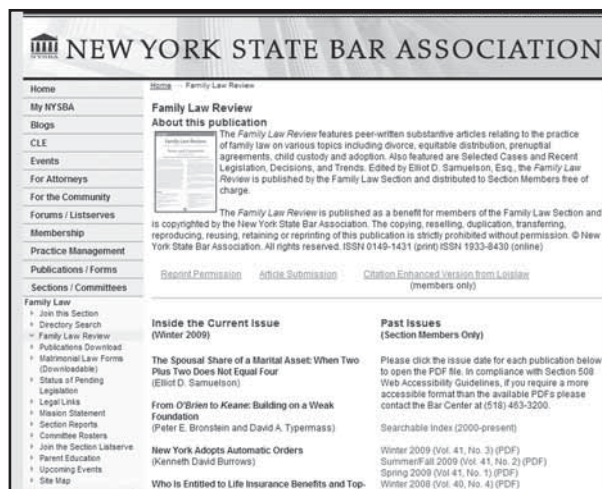 NEW YORK STATE BAR ASSOCIATION
Home
My NYSBA
Blogs
CLE
Events
For Attorneys
For the Community
Forums / Listserves
Membership
Practice Management
Publications / Forms
Sections / Committees
Family Law
Join this Section
Directory Search
Family Law Review
Publications Download
Matrimonial Law Forms
(Downloadable)
Status of Pending
Legislation
Legal Links
Mission Statement
Section Reports
Committee Rosters
Join the Section Listserve
Parent Education
Upcoming Events
Site Map
Home — Family Law Review
Family Law Review
About this publication
The Family Law Review features peer-written substantive articles relating to the practice
of family law on various topics including divorce, equitable distribution, prenuptial
agreements, child custody and adoption. Also featured are Selected Cases and Recent
Legislation, Decisions, and Trends. Edited by Elliot D. Samuelson, Esq., the Family Law
Review is published by the Family Law Section and distributed to Section Members free of
charge.
The Family Law Review is published as a benefit for members of the Family Law Section and
is copyrighted by the New York State Bar Association. The copying, reselling, duplication, transferring,
reproducing, reusing, retaining or reprinting of this publication is strictly prohibited without permission. © New
York State Bar Association. All rights reserved. ISSN 0149-1431 (print) ISSN 1933-8430 (online)
Reprint Permission Article Submission Citation Enhanced Version from Loislaw
(members only)
Inside the Current Issue
(Winter 2009)
The Spousal Share of a Marital Asset: When Two
Plus Two Does Not Equal Four
(Elliot D. Samuelson)
From O'Brien to Keane: Building on a Weak
Foundation
(Peter E. Bronstein and David A. Typermass)
New York Adopts Automatic Orders
(Kenneth David Burrows)
Who Is Entitled to Life Insurance Benefits and Top-
Past Issues
(Section Members Only)
Please click the issue date for each publication below
to open the PDF file. In compliance with Section 508
Web Accessibility Guidelines, if you require a more
accessible format than the available PDFs please
contact the Bar Center at (518) 463-3200.
Searchable Index (2000-present)
Winter 2009 (Vol. 41, No. 3) (PDF)
Summer/Fall 2009 (Vol. 41, No. 2) (PDF)
Spring 2009 (Vol. 41, No. 1) (PDF)
Winter 2008 (Vol. 40, No. 4) (PDF)